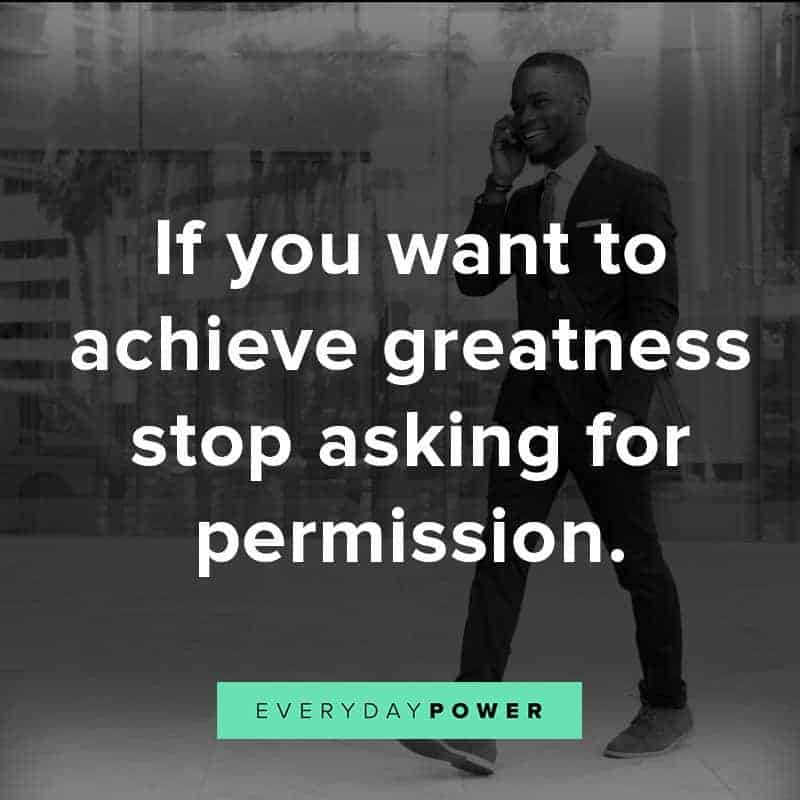 If you want to
achieve greatness
stop asking for
permission.
EVERYDAYPOWER